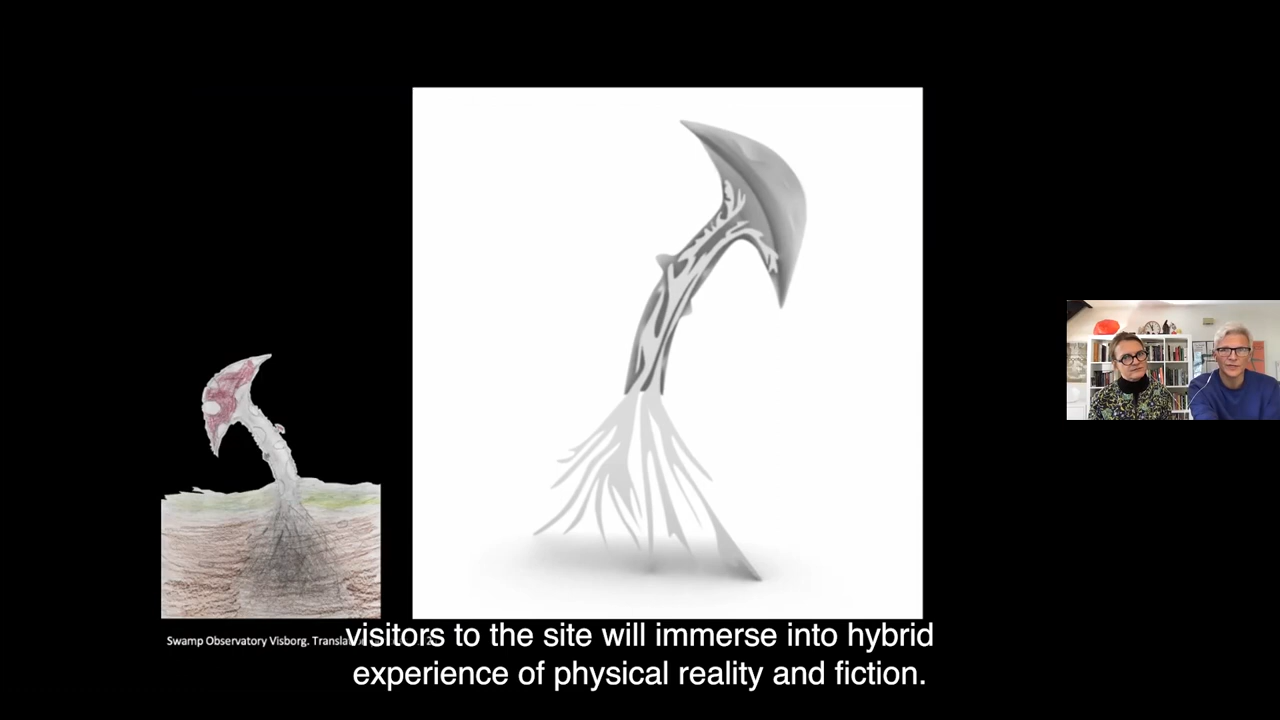 Swamp Observatory Visborg.
visitors to the site will immerse into hybrid
experience of physical reality and fiction.